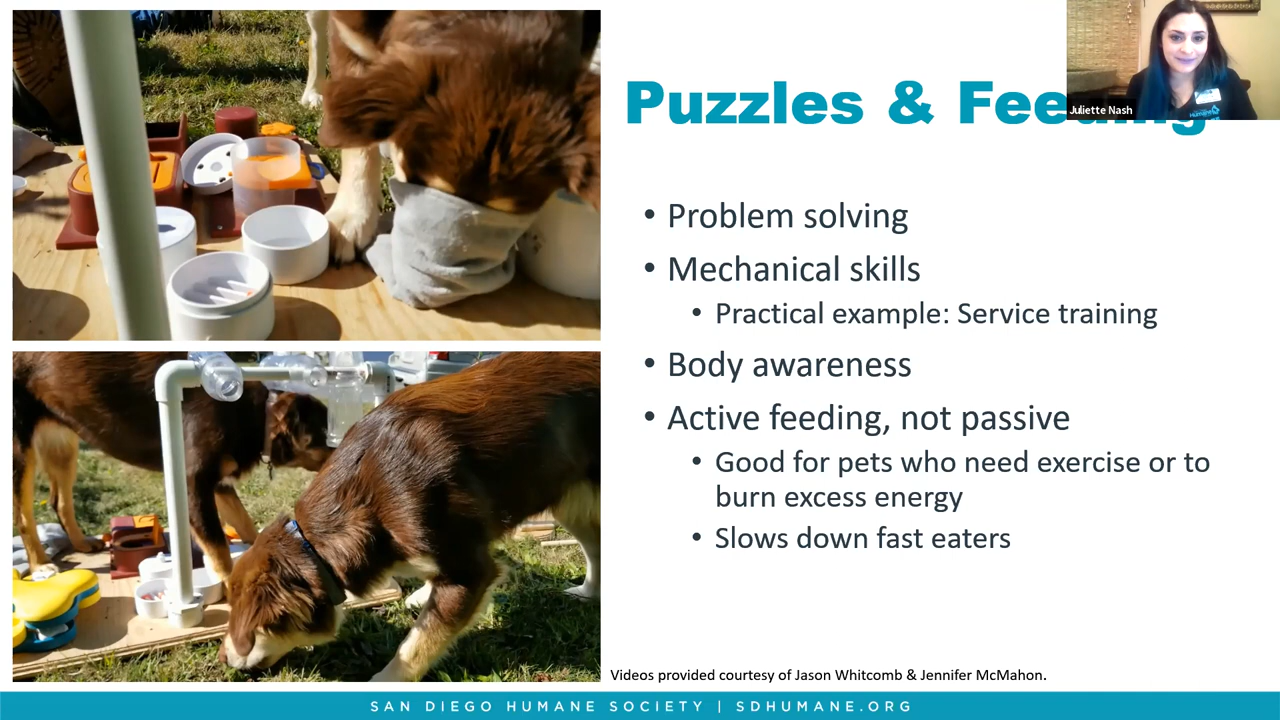 Puzzles & Feeding
Juliette Nash
• Problem solving
• Mechanical skills
• Practical example: Service training
• Body awareness
• Active feeding, not passive
• Good for pets who need exercise or to
burn excess energy
• Slows down fast eaters
Videos provided courtesy of Jason Whitcomb & Jennifer McMahon.
SAN DIEGO HUMANE SOCIETY | SDHUMANE.ORG